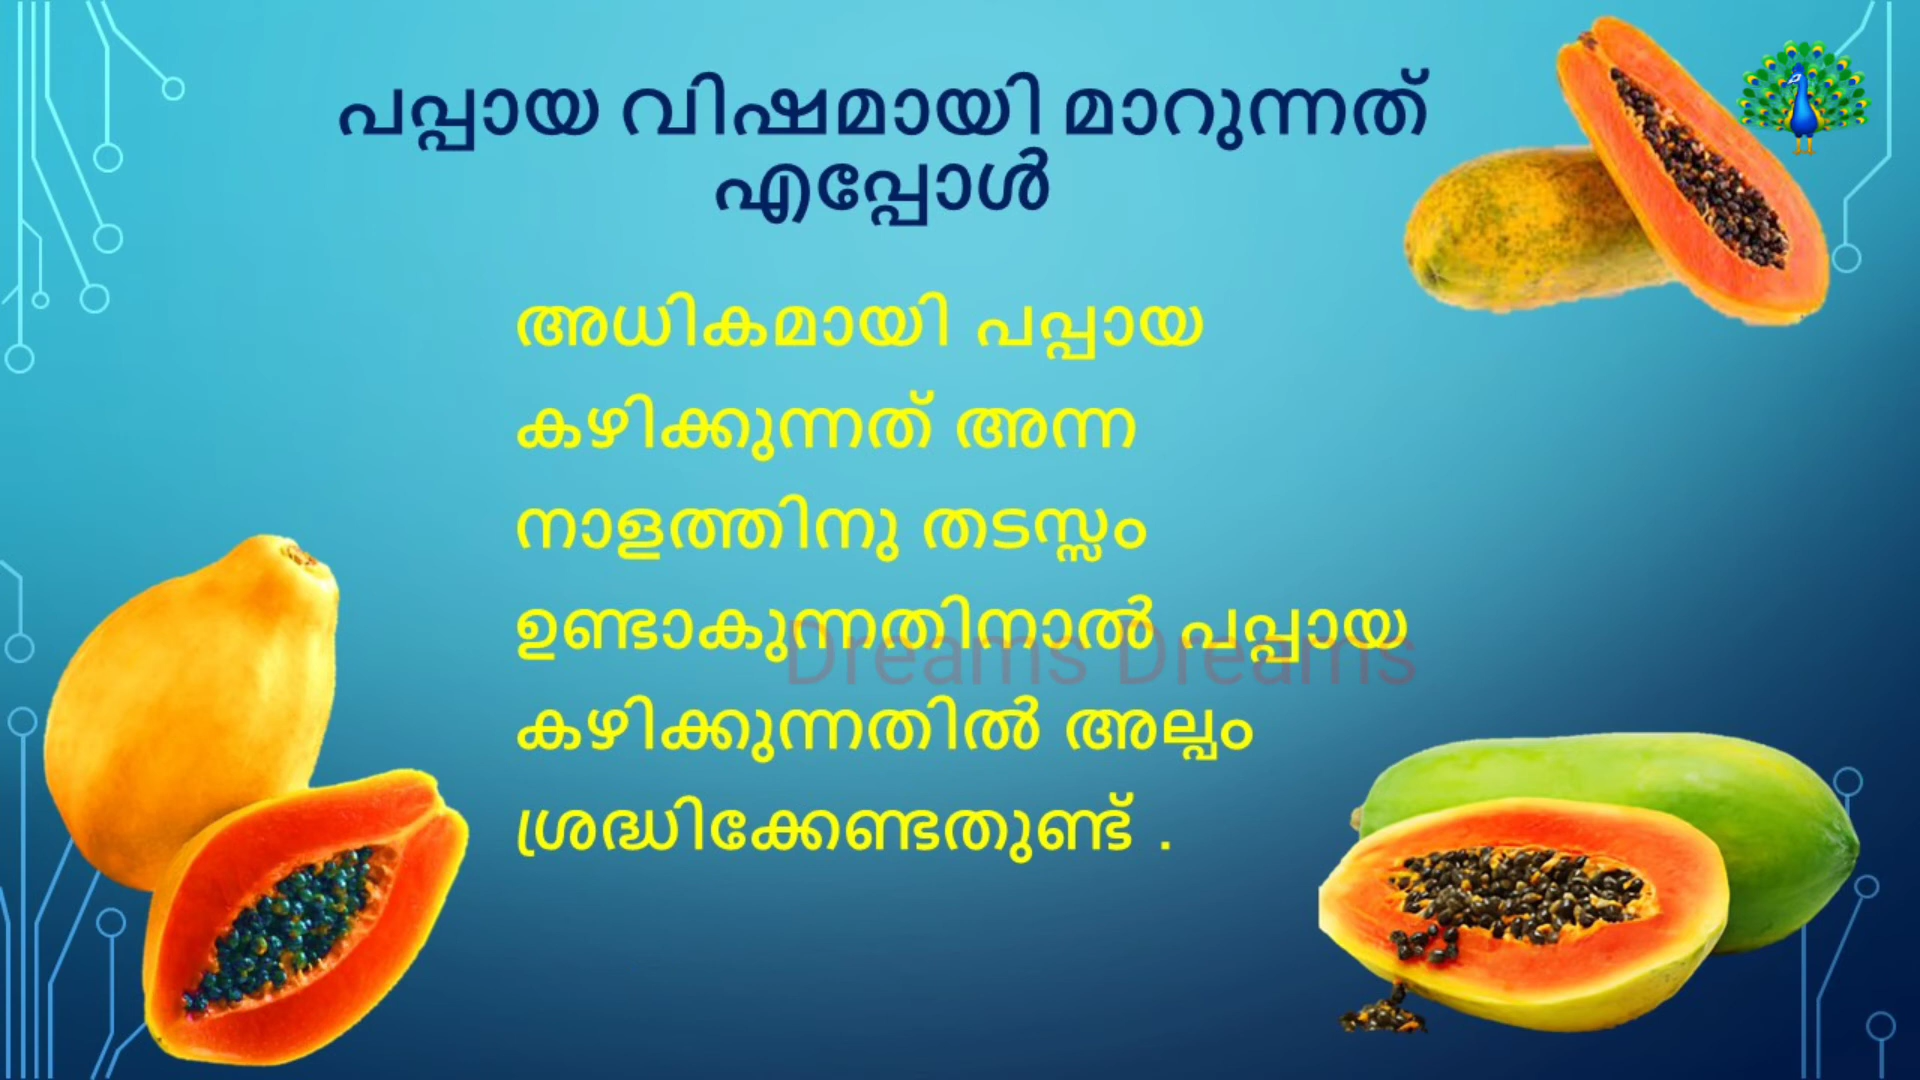 പപ്പായ വിഷമായി മാറുന്നത്
എപ്പോൾ
അധികമായി പപ്പായ
കഴിക്കുന്നത് അന്ന
നാളത്തിനു തടസ്സം
ഉണ്ടാകുന്നതിനാൽ പപ്പായ
Dreams Dreams
കഴിക്കുന്നതിൽ അല്പം
ശ്രദ്ധിക്കേണ്ടതുണ്ട് .